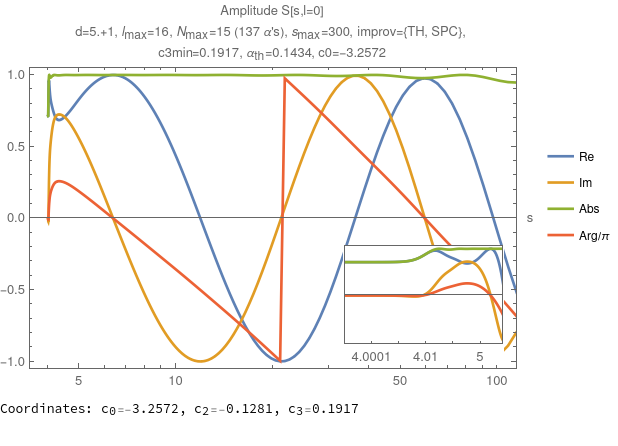 Amplitude S[s,l=0]
d=5.+1, lmax=16, Nmax=15 (137 α's), smax=300, improv={TH, SPC},
c3min=0.1917, αth=0.1434, c0=-3.2572
1.0
0.5
0.0
-0.5
-1.0
s
5 10 50 100
4.0001 4.01 5
Re
Im
Abs
Arg/π
Coordinates: c0=-3.2572, c2=-0.1281, c3=0.1917